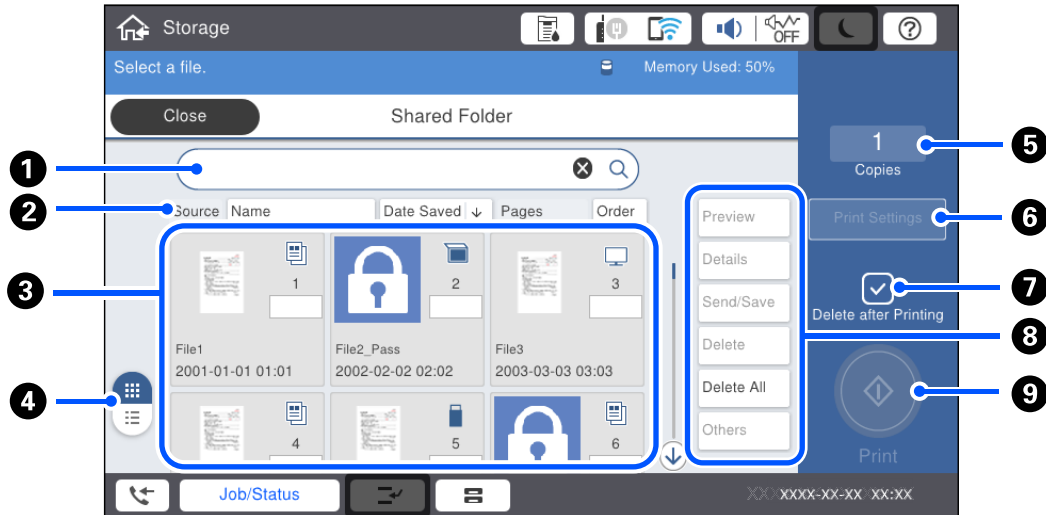 Storage
OFF
Select a file.
Memory Used: 50%
Close
Shared Folder
1
Copies
Source
Name
Date Saved
Pages
Order
Preview
Print Settings
1
2
3
Details
Send/Save
Delete after Printing
File1
File2_Pass
File3
Delete
2001-01-01 01:01
2002-02-02 02:02
2003-03-03 03:03
Delete All
4
5
6
Others
Print
Job/Status
XXXXXX-XX-XX XX:XX
1
2
3
4
5
6
7
8
9